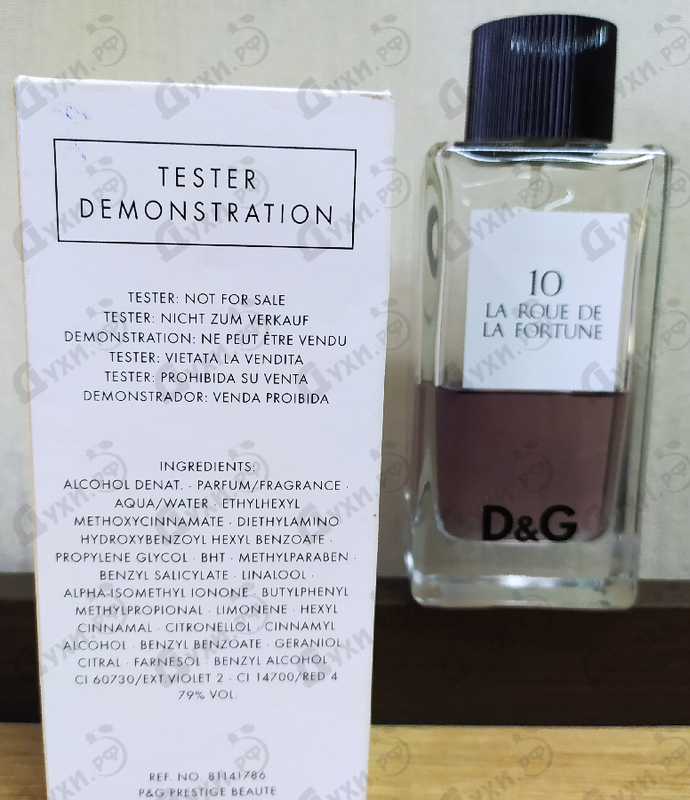 TESTER
DEMONSTRATION
TESTER: NOT FOR SALE
TESTER: NICHT ZUM VERKAUF
DEMONSTRATION: NE PEUT ÊTRE VENDU
TESTER: VIETATA LA VENDITA
TESTER: PROHIBIDA SU VENTA
DEMONSTRADOR: VENDA PROIBIDA
INGREDIENTS:
ALCOHOL DENAT. · PARFUM/FRAGRANCE ·
AQUA/WATER · ETHYLHEXYL
METHOXYCINNAMATE · DIETHYLAMINO
HYDROXYBENZOYL HEXYL BENZOATE ·
PROPYLENE GLYCOL · BHT · METHYLPARABEN ·
BENZYL SALICYLATE · LINALOOL ·
ALPHA-ISOMETHYL IONONE · BUTYLPHENYL
METHYLPROPIONAL · LIMONENE · HEXYL
CINNAMAL · CITRONELLOL · CINNAMYL
ALCOHOL · BENZYL BENZOATE · GERANIOL
CITRAL · FARNESOL · BENZYL ALCOHOL
CI 60730/EXT.VIOLET 2 · CI 14700/RED 4
79% VOL.
REF. NO. 81141786
P&G PRESTIGE BEAUTE
10
LA ROUE DE
LA FORTUNE
D&G
Духи.РФ